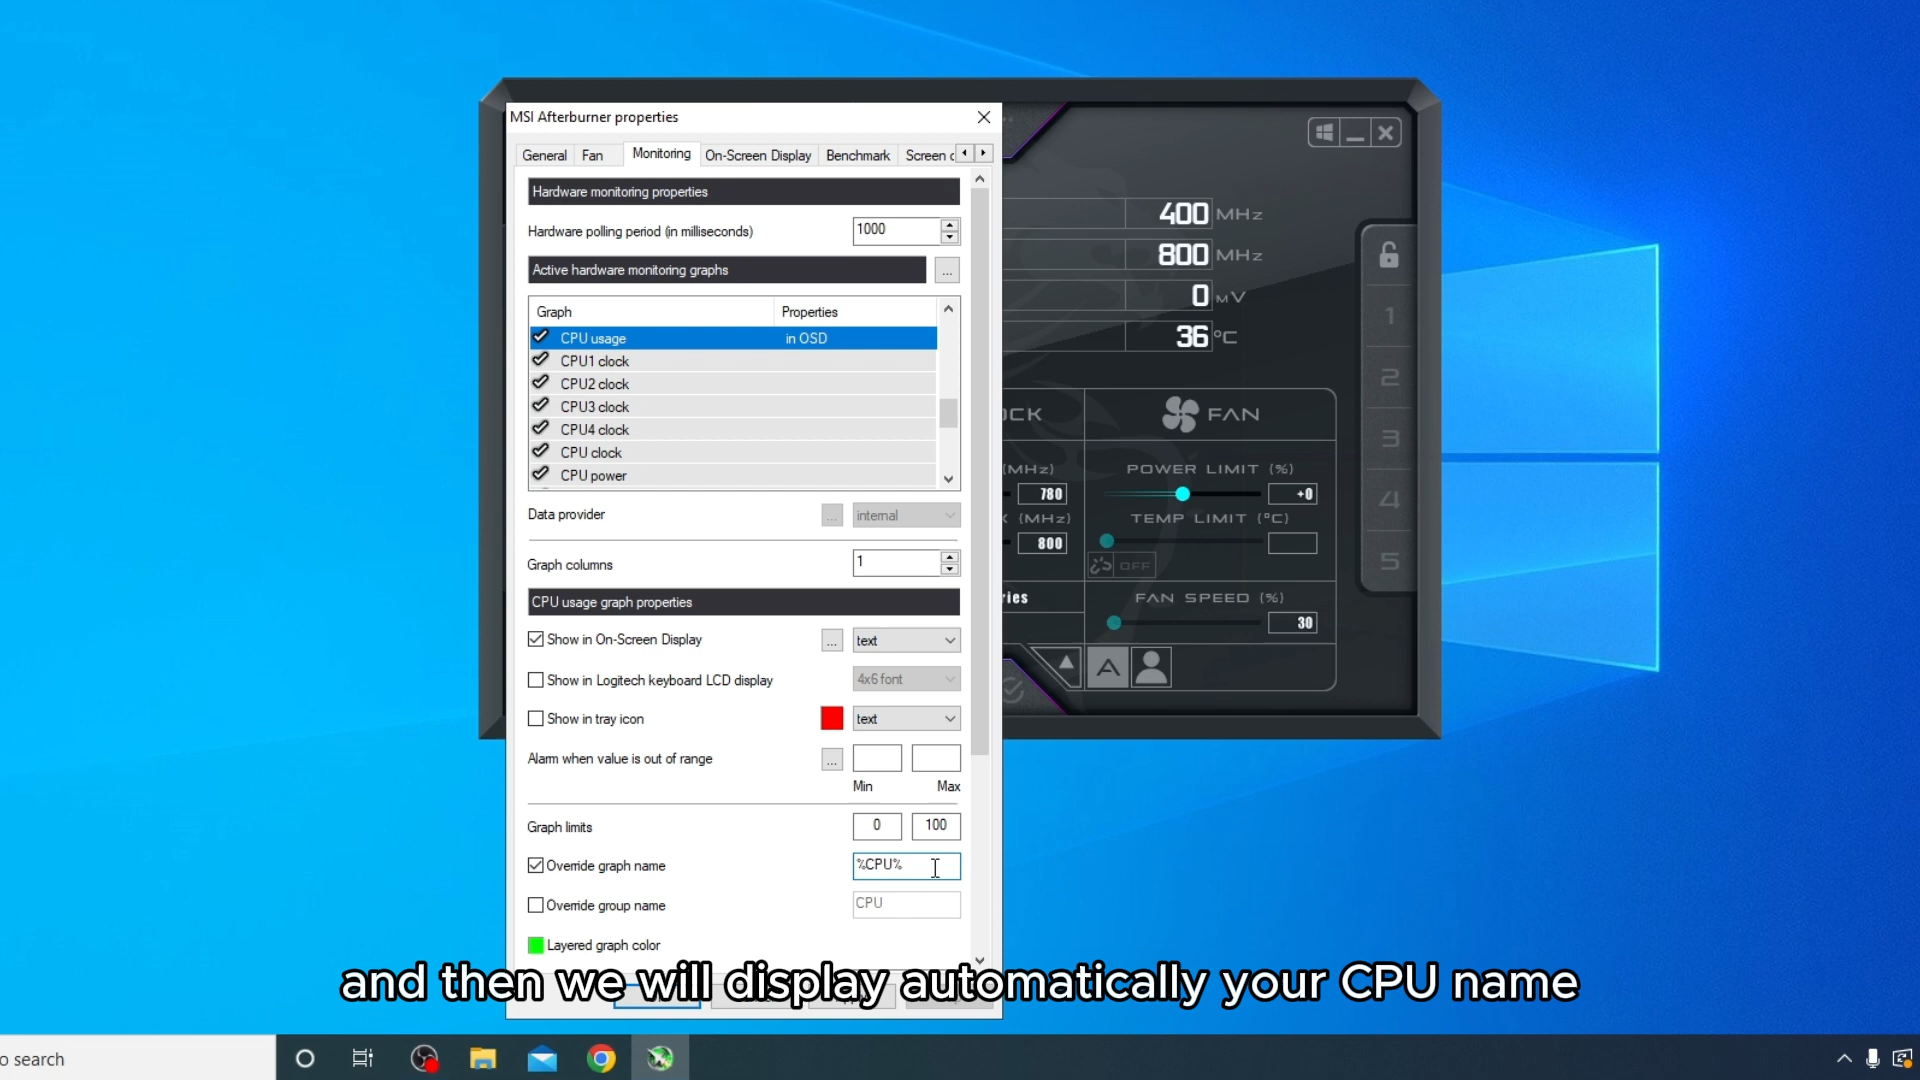 MSI Afterburner properties
General Fan Monitoring On-Screen Display Benchmark Screen c
Hardware monitoring properties
Hardware polling period (in milliseconds) 1000
Active hardware monitoring graphs ...
Graph Properties
CPU usage in OSD
CPU1 clock
CPU2 clock
CPU3 clock
CPU4 clock
CPU clock
CPU power
Data provider ... internal
Graph columns 1
CPU usage graph properties
Show in On-Screen Display ... text
Show in Logitech keyboard LCD display 4x6 font
Show in tray icon text
Alarm when value is out of range ...
Min Max
Graph limits 0 100
Override graph name %CPU%
Override group name CPU
Layered graph color
400 MHz
800 MHz
0 mV
36 °C
OCK FAN
(MHz) POWER LIMIT (%)
780 +0
K (MHz) TEMP LIMIT (°C)
800
OFF
ries FAN SPEED (%)
30
A
1
2
3
4
5
and then we will display automatically your CPU name
o search